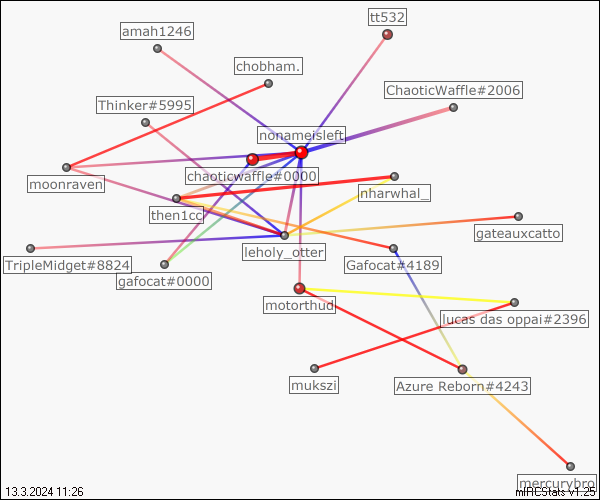 tt532
amah1246
chobham.
ChaoticWaffle#2006
Thinker#5995
nonameisleft
chaoticwaffle#0000
moonraven
nharwhal_
then1cc
gateauxcatto
leholy_otter
TripleMidget#8824
Gafocat#4189
gafocat#0000
motorthud
lucas das oppai#2396
mukszi
Azure Reborn#4243
mercurybro
13.3.2024 11:26
mIRCStats v1.25